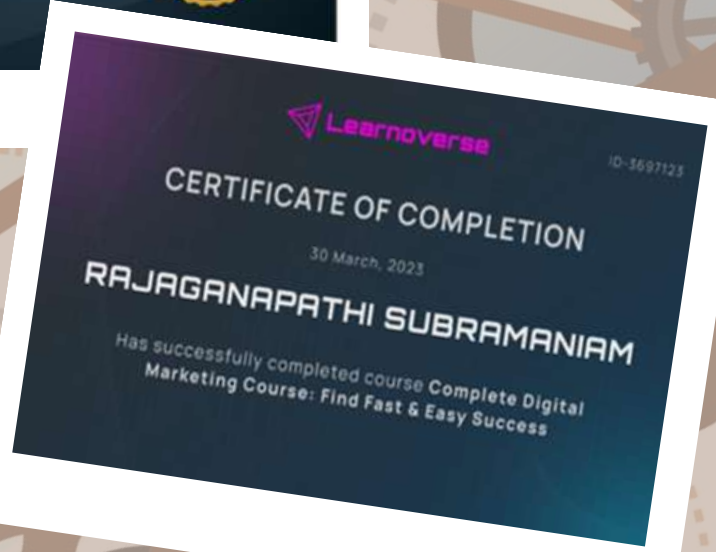 Learnoverse
ID-3697123
CERTIFICATE OF COMPLETION
30 March, 2023
RAJAGANAPATHI SUBRAMANIAM
Has successfully completed course Complete Digital
Marketing Course: Find Fast & Easy Success